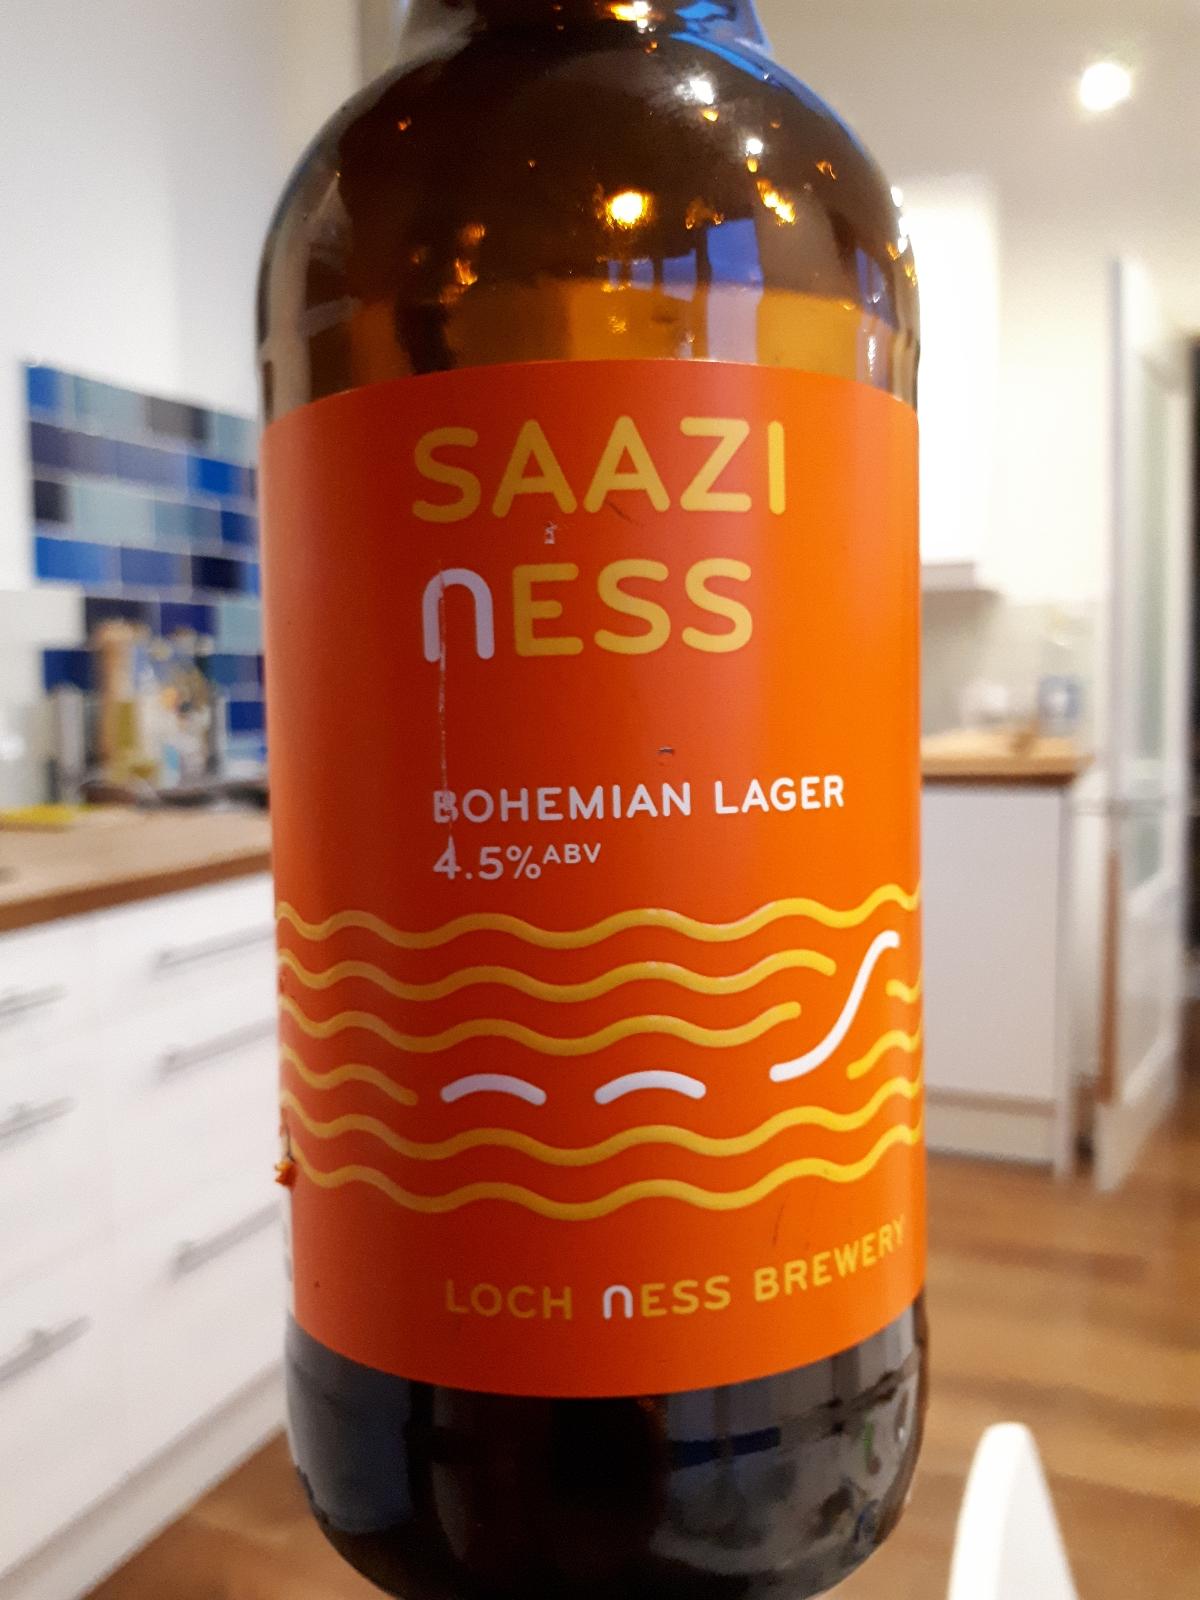 SAAZI
nESS
BOHEMIAN LAGER
4.5% ABV
LOCH nESS BREWERY